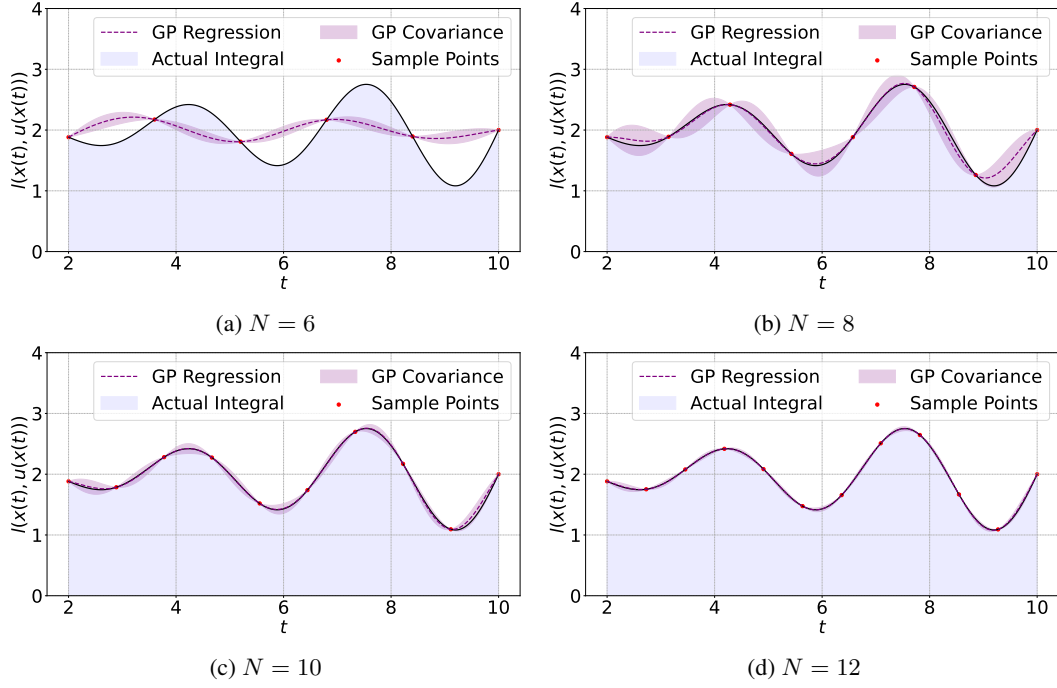 GP Regression GP Covariance
Actual Integral Sample Points
l(x(t), u(x(t)))
4
3
2
1
0
2 4 6 8 10
t
(a) N = 6
GP Regression GP Covariance
Actual Integral Sample Points
l(x(t), u(x(t)))
4
3
2
1
0
2 4 6 8 10
t
(b) N = 8
GP Regression GP Covariance
Actual Integral Sample Points
l(x(t), u(x(t)))
4
3
2
1
0
2 4 6 8 10
t
(c) N = 10
GP Regression GP Covariance
Actual Integral Sample Points
l(x(t), u(x(t)))
4
3
2
1
0
2 4 6 8 10
t
(d) N = 12